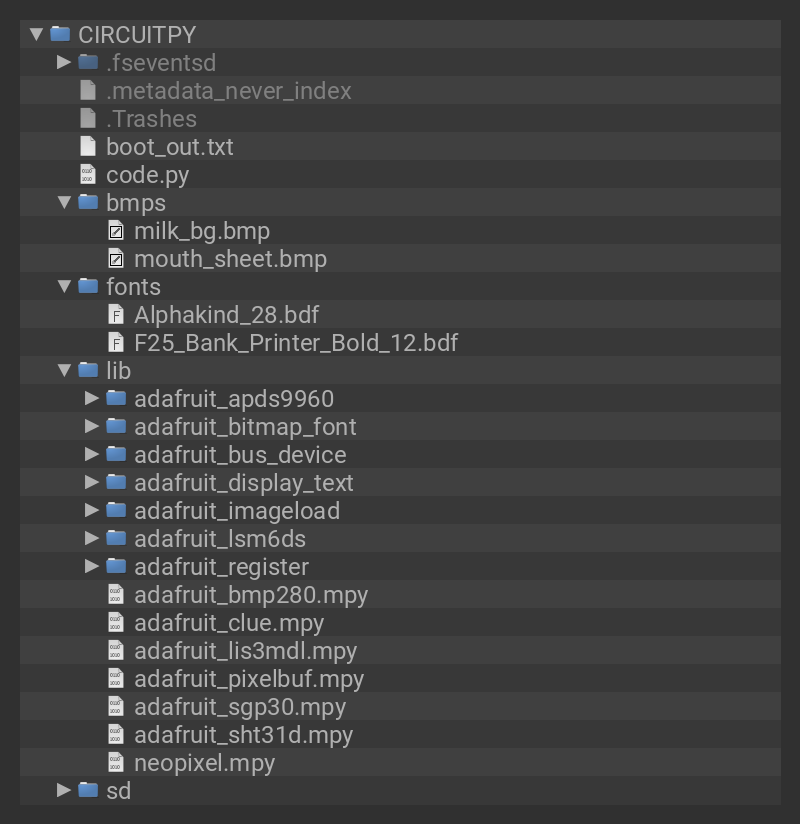 CIRCUITPY
.fseventsd
.metadata_never_index
.Trashes
boot_out.txt
code.py
bmps
milk_bg.bmp
mouth_sheet.bmp
fonts
Alphakind_28.bdf
F25_Bank_Printer_Bold_12.bdf
lib
adafruit_apds9960
adafruit_bitmap_font
adafruit_bus_device
adafruit_display_text
adafruit_imageload
adafruit_lsm6ds
adafruit_register
adafruit_bmp280.mpy
adafruit_clue.mpy
adafruit_lis3mdl.mpy
adafruit_pixelbuf.mpy
adafruit_sgp30.mpy
adafruit_sht31d.mpy
neopixel.mpy
sd